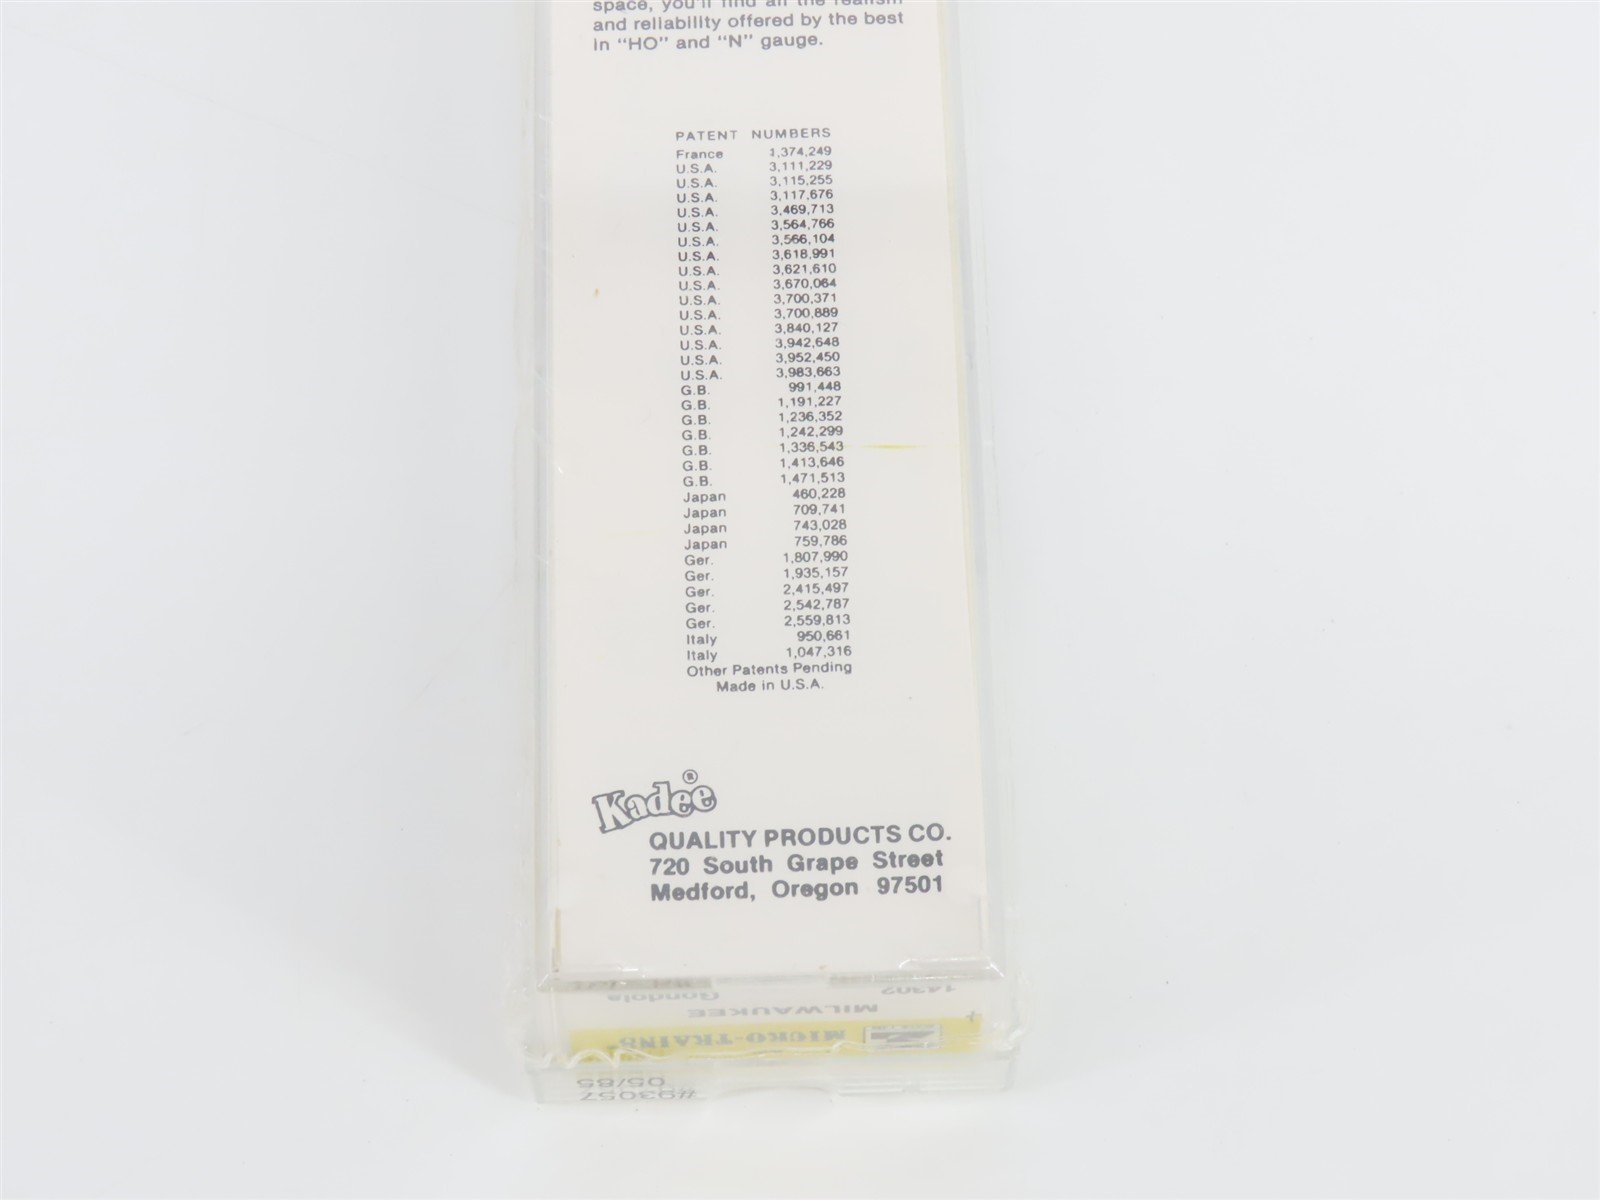 space, you'll find all the realism
and reliability offered by the best
in "HO" and "N" gauge.
PATENT NUMBERS
France 1,374,249
U.S.A. 3,111,229
U.S.A. 3,115,255
U.S.A. 3,117,676
U.S.A. 3,469,713
U.S.A. 3,564,766
U.S.A. 3,566,104
U.S.A. 3,618,991
U.S.A. 3,621,610
U.S.A. 3,670,064
U.S.A. 3,700,371
U.S.A. 3,700,889
U.S.A. 3,840,127
U.S.A. 3,942,648
U.S.A. 3,952,450
U.S.A. 3,983,663
G.B. 991,448
G.B. 1,191,227
G.B. 1,236,352
G.B. 1,242,299
G.B. 1,336,543
G.B. 1,413,646
G.B. 1,471,513
Japan 460,228
Japan 709,741
Japan 743,028
Japan 759,786
Ger. 1,807,990
Ger. 1,935,157
Ger. 2,415,497
Ger. 2,542,787
Ger. 2,559,813
Italy 950,661
Italy 1,047,316
Other Patents Pending
Made in U.S.A.
Kadee®
QUALITY PRODUCTS CO.
720 South Grape Street
Medford, Oregon 97501
14302 Gondola
MILWAUKEE
MICRO-TRAINS
05/85
#93057